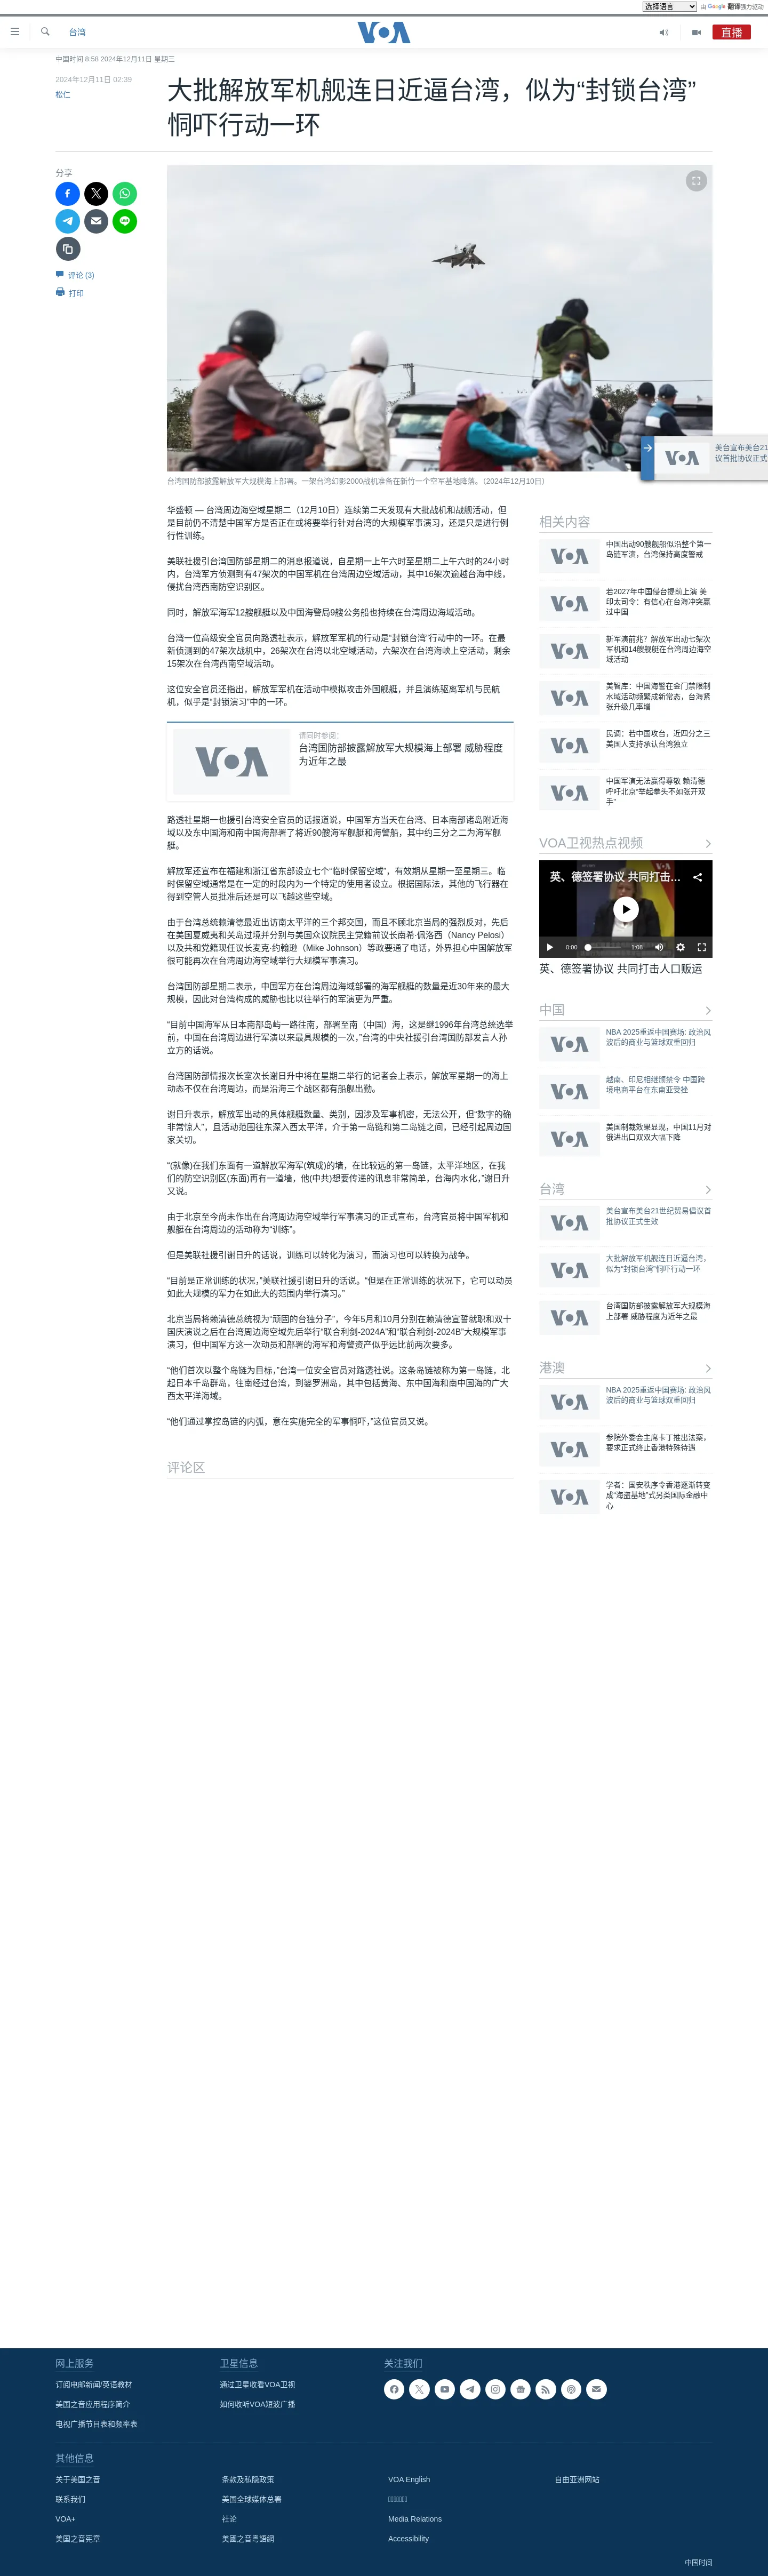 选择语言 由 Google 翻译强力驱动
台湾
VOA
直播
中国时间 8:58 2024年12月11日 星期三
2024年12月11日 02:39
松仁
大批解放军机舰连日近逼台湾，似为“封锁台湾”
恫吓行动一环
分享
评论 (3)
打印
美台宣布美台21
议首批协议正式
台湾国防部披露解放军大规模海上部署。一架台湾幻影2000战机准备在新竹一个空军基地降落。（2024年12月10日）
华盛顿 — 台湾周边海空域星期二（12月10日）连续第二天发现有大批战机和战舰活动，但
是目前仍不清楚中国军方是否正在或将要举行针对台湾的大规模军事演习，还是只是进行例
行性训练。
美联社援引台湾国防部星期二的消息报道说，自星期一上午六时至星期二上午六时的24小时
内，台湾军方侦测到有47架次的中国军机在台湾周边空域活动，其中16架次逾越台海中线，
侵扰台湾西南防空识别区。
同时，解放军海军12艘舰艇以及中国海警局9艘公务船也持续在台湾周边海域活动。
台湾一位高级安全官员向路透社表示，解放军军机的行动是“封锁台湾”行动中的一环。在最
新侦测到的47架次战机中，26架次在台湾以北空域活动，六架次在台湾海峡上空活动，剩余
15架次在台湾西南空域活动。
这位安全官员还指出，解放军军机在活动中模拟攻击外国舰艇，并且演练驱离军机与民航
机，似乎是“封锁演习”中的一环。
请同时参阅：
台湾国防部披露解放军大规模海上部署 威胁程度
为近年之最
路透社星期一也援引台湾安全官员的话报道说，中国军方当天在台湾、日本南部诸岛附近海
域以及东中国海和南中国海部署了将近90艘海军舰艇和海警船，其中约三分之二为海军舰
艇。
解放军还宣布在福建和浙江省东部设立七个“临时保留空域”，有效期从星期一至星期三。临
时保留空域通常是在一定的时段内为一个特定的使用者设立。根据国际法，其他的飞行器在
得到空管人员批准后还是可以飞越这些空域。
由于台湾总统赖清德最近出访南太平洋的三个邦交国，而且不顾北京当局的强烈反对，先后
在美国夏威夷和关岛过境并分别与美国众议院民主党籍前议长南希·佩洛西（Nancy Pelosi）
以及共和党籍现任议长麦克·约翰逊（Mike Johnson）等政要通了电话，外界担心中国解放军
很可能再次在台湾周边海空域举行大规模军事演习。
台湾国防部星期二表示，中国军方在台湾周边海域部署的海军舰艇的数量是近30年来的最大
规模，因此对台湾构成的威胁也比以往举行的军演更为严重。
“目前中国海军从日本南部岛屿一路往南，部署至南（中国）海，这是继1996年台湾总统选举
前，中国在台湾周边进行军演以来最具规模的一次，”台湾的中央社援引台湾国防部发言人孙
立方的话说。
台湾国防部情报次长室次长谢日升中将在星期二举行的记者会上表示，解放军星期一的海上
动态不仅在台湾周边，而是沿海三个战区都有船舰出勤。
谢日升表示，解放军出动的具体舰艇数量、类别，因涉及军事机密，无法公开，但“数字的确
非常惊人”，且活动范围往东深入西太平洋，介于第一岛链和第二岛链之间，已经引起周边国
家关切。
“(就像)在我们东面有一道解放军海军(筑成)的墙，在比较远的第一岛链，太平洋地区，在我
们的防空识别区(东面)再有一道墙，他(中共)想要传递的讯息非常简单，台海内水化，”谢日升
又说。
由于北京至今尚未作出在台湾周边海空域举行军事演习的正式宣布，台湾官员将中国军机和
舰艇在台湾周边的活动称为“训练”。
但是美联社援引谢日升的话说，训练可以转化为演习，而演习也可以转换为战争。
“目前是正常训练的状况，”美联社援引谢日升的话说。“但是在正常训练的状况下，它可以动员
如此大规模的军力在如此大的范围内举行演习。”
北京当局将赖清德总统视为“顽固的台独分子”，今年5月和10月分别在赖清德宣誓就职和双十
国庆演说之后在台湾周边海空域先后举行“联合利剑-2024A”和“联合利剑-2024B”大规模军事
演习，但中国军方这一次动员和部署的海军和海警资产似乎远比前两次要多。
“他们首次以整个岛链为目标，”台湾一位安全官员对路透社说。这条岛链被称为第一岛链，北
起日本千岛群岛，往南经过台湾，到婆罗洲岛，其中包括黄海、东中国海和南中国海的广大
西太平洋海域。
“他们通过掌控岛链的内弧，意在实施完全的军事恫吓，”这位官员又说。
评论区
相关内容
中国出动90艘舰船似沿整个第一
岛链军演，台湾保持高度警戒
若2027年中国侵台提前上演 美
印太司令：有信心在台海冲突赢
过中国
新军演前兆？解放军出动七架次
军机和14艘舰艇在台湾周边海空
域活动
美智库：中国海警在金门禁限制
水域活动频繁成新常态，台海紧
张升级几率增
民调：若中国攻台，近四分之三
美国人支持承认台湾独立
中国军演无法赢得尊敬 赖清德
呼吁北京“举起拳头不如张开双
手”
VOA卫视热点视频
英、德签署协议 共同打击...
0:00 1:08
英、德签署协议 共同打击人口贩运
中国
NBA 2025重返中国赛场: 政治风
波后的商业与篮球双重回归
越南、印尼相继颁禁令 中国跨
境电商平台在东南亚受挫
美国制裁效果显现，中国11月对
俄进出口双双大幅下降
台湾
美台宣布美台21世纪贸易倡议首
批协议正式生效
大批解放军机舰连日近逼台湾，
似为“封锁台湾”恫吓行动一环
台湾国防部披露解放军大规模海
上部署 威胁程度为近年之最
港澳
NBA 2025重返中国赛场: 政治风
波后的商业与篮球双重回归
参院外委会主席卡丁推出法案，
要求正式终止香港特殊待遇
学者：国安秩序令香港逐渐转变
成“海盗基地”式另类国际金融中
心
网上服务
订阅电邮新闻/英语教材
美国之音应用程序简介
电视广播节目表和频率表
卫星信息
通过卫星收看VOA卫视
如何收听VOA短波广播
关注我们
其他信息
关于美国之音
联系我们
VOA+
美国之音宪章
条款及私隐政策
美国全球媒体总署
社论
美國之音粵語網
VOA English
Media Relations
Accessibility
自由亚洲网站
中国时间